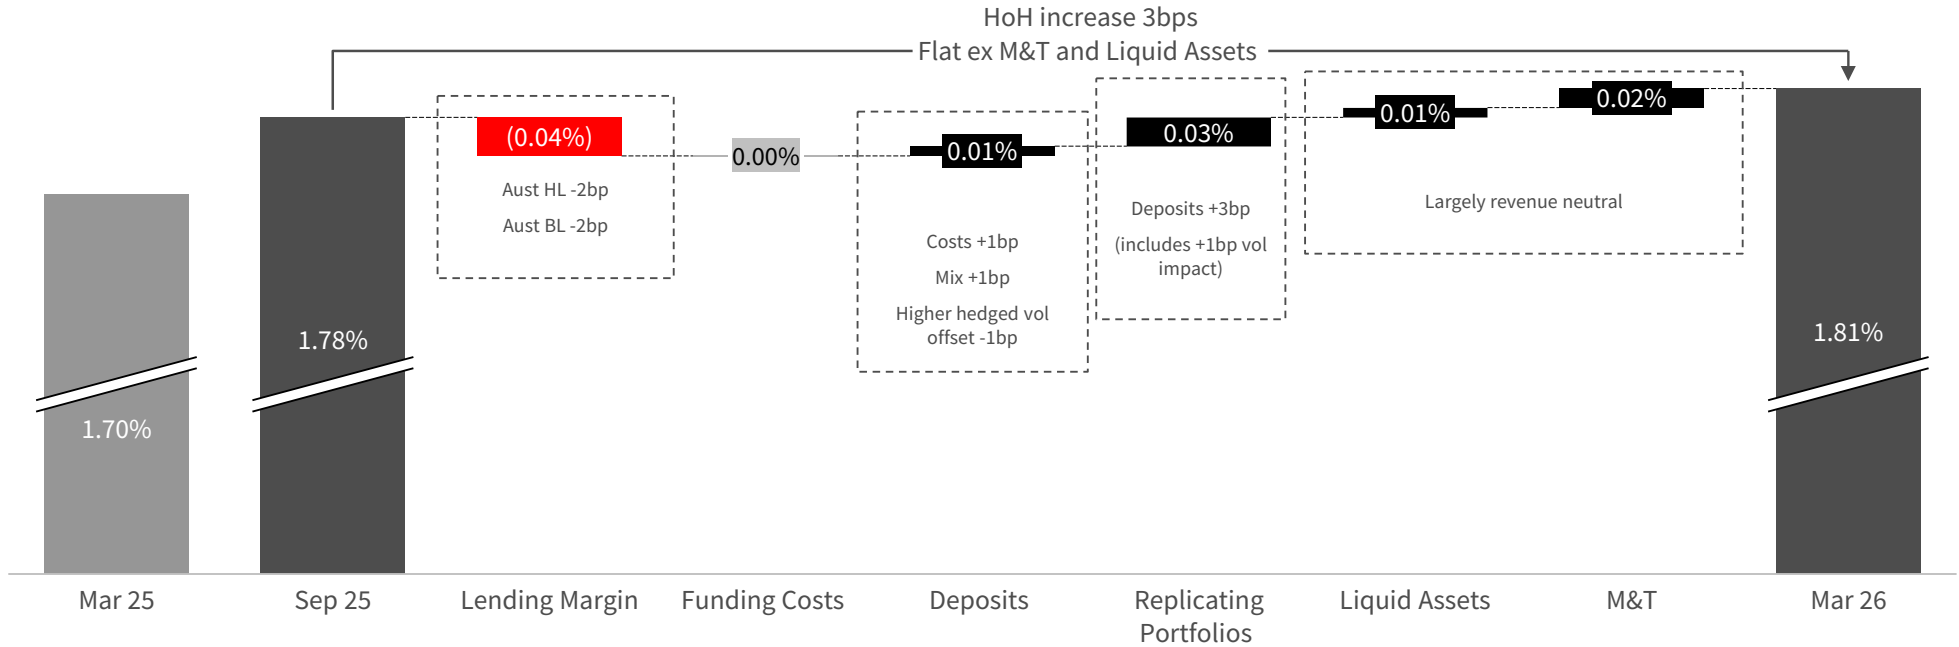 HoH increase 3bps
Flat ex M&T and Liquid Assets
1.70%
1.78%
(0.04%)
Aust HL -2bp
Aust BL -2bp
0.00%
0.01%
Costs +1bp
Mix +1bp
Higher hedged vol
offset -1bp
0.03%
Deposits +3bp
(includes +1bp vol
impact)
0.01%
0.02%
Largely revenue neutral
1.81%
Mar 25
Sep 25
Lending Margin
Funding Costs
Deposits
Replicating
Portfolios
Liquid Assets
M&T
Mar 26